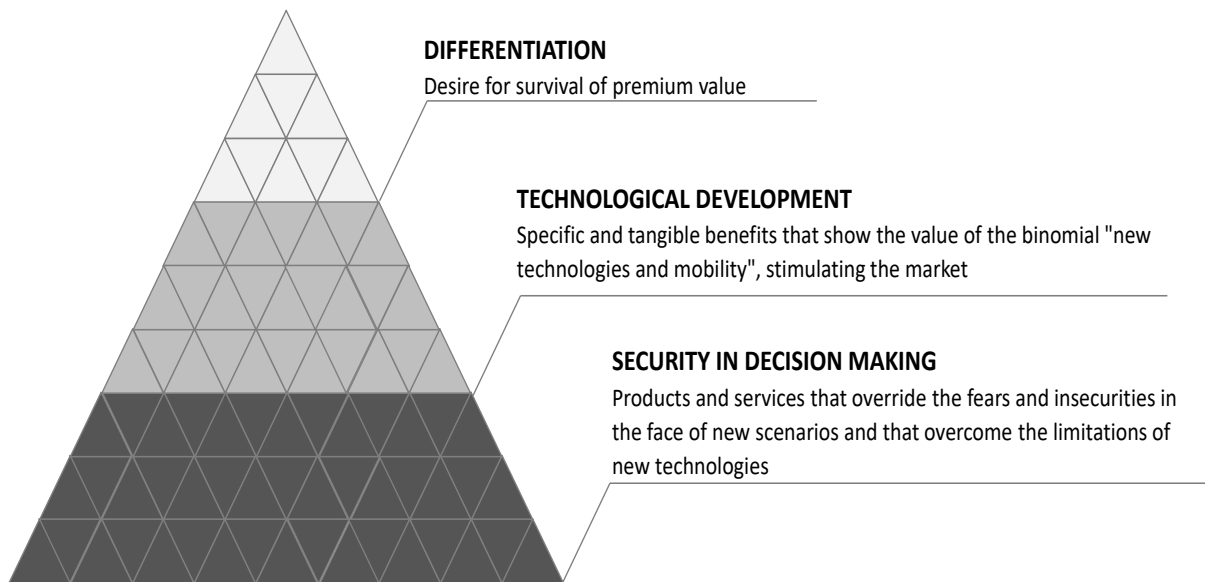 DIFFERENTIATION
Desire for survival of premium value
TECHNOLOGICAL DEVELOPMENT
Specific and tangible benefits that show the value of the binomial "new
technologies and mobility", stimulating the market
SECURITY IN DECISION MAKING
Products and services that override the fears and insecurities in
the face of new scenarios and that overcome the limitations of
new technologies